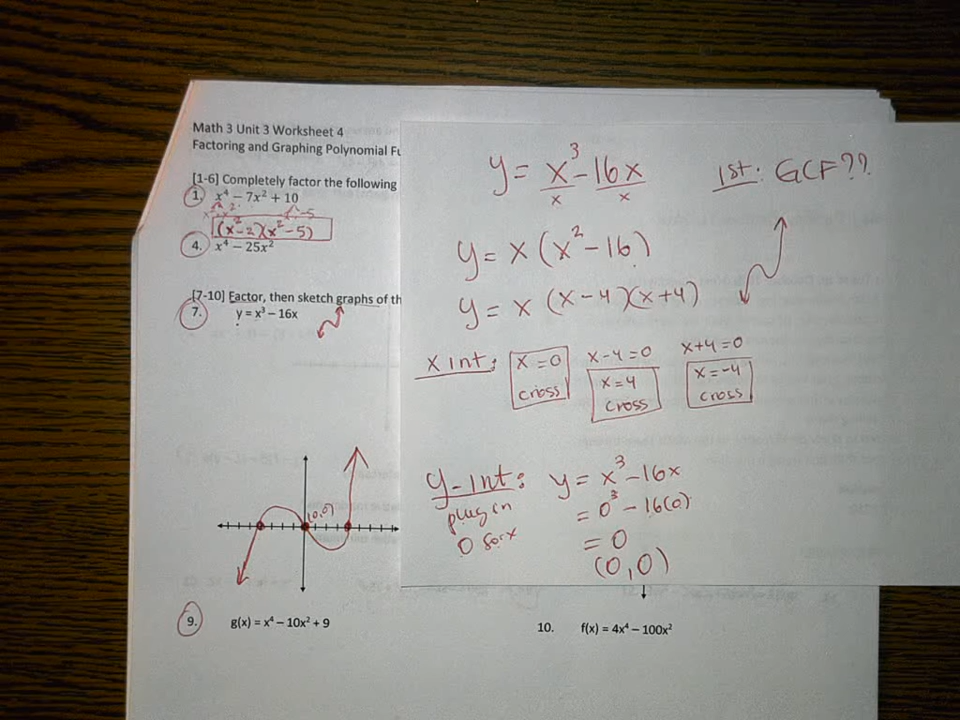 Math 3 Unit 3 Worksheet 4
Factoring and Graphing Polynomial Fu
[1-6] Completely factor the following
1. x⁴ – 7x² + 10
-2 -5
(x²-2)(x²-5)
4. x⁴ – 25x²
[7-10] Factor, then sketch graphs of th
7. y = x³ – 16x
(0,0)
9. g(x) = x⁴ – 10x² + 9
10. f(x) = 4x⁴ – 100x²
y = x³ - 16x 1st: GCF??
x x
y = x (x² - 16)
y = x (x - 4)(x + 4)
x int: x = 0 x - 4 = 0 x + 4 = 0
cross x = 4 x = -4
cross cross
y-int: y = x³ - 16x
plug in = 0³ - 16(0)
0 for x = 0
(0,0)